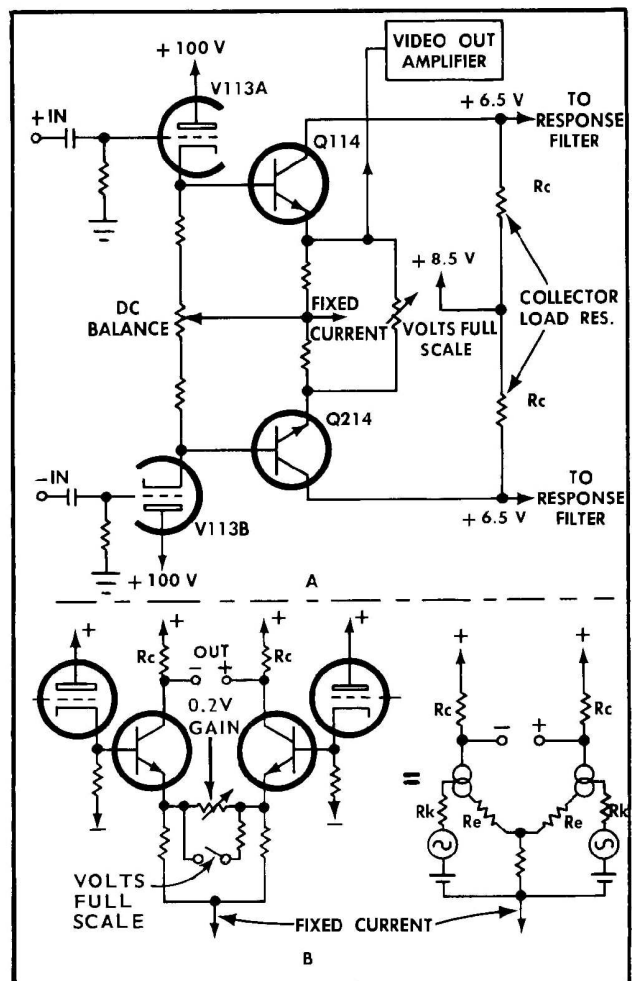 +100 V
V113A
VIDEO OUT
AMPLIFIER
+IN
Q114
+6.5 V
TO
RESPONSE
FILTER
Rc
+8.5 V
DC
BALANCE
FIXED
CURRENT
VOLTS FULL
SCALE
COLLECTOR
LOAD RES.
Rc
Q214
-IN
V113B
+100 V
+6.5 V
TO
RESPONSE
FILTER
A
+ + + + + +
Rc OUT Rc
- +
0.2V
GAIN
=
Rc Rc
- +
Rk Re Re Rk
- -
VOLTS
FULL
SCALE
FIXED CURRENT
B